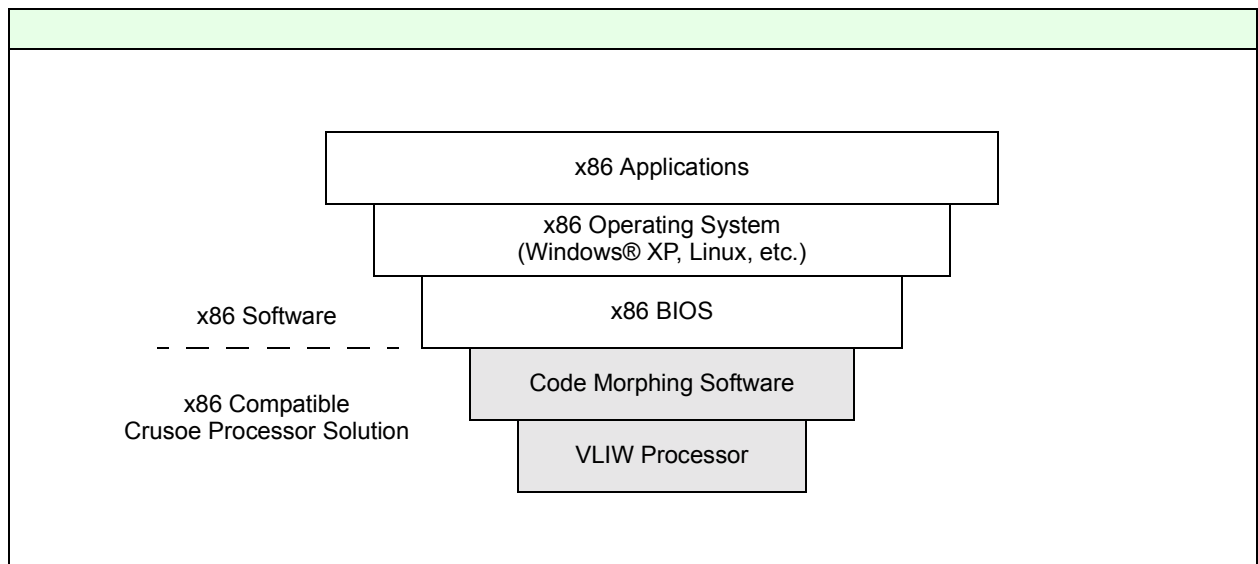 x86 Applications
x86 Operating System
(Windows® XP, Linux, etc.)
x86 BIOS
x86 Software
Code Morphing Software
x86 Compatible
Crusoe Processor Solution
VLIW Processor